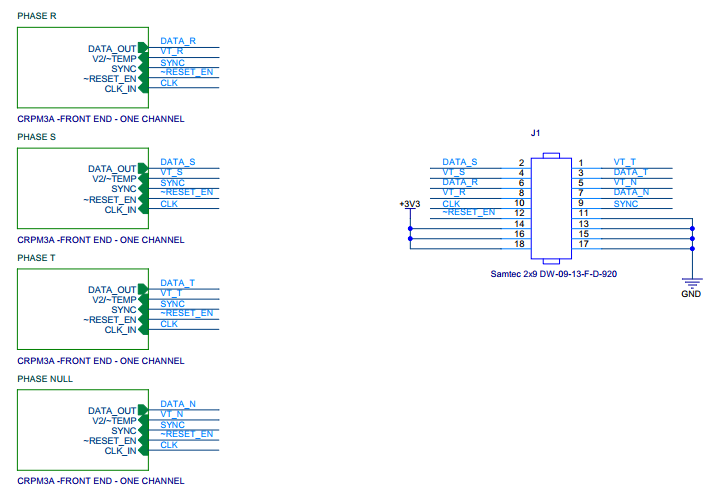 PHASE R
DATA_OUT DATA_R
V2/~TEMP VT_R
SYNC SYNC
~RESET_EN ~RESET_EN
CLK_IN CLK
CRPM3A -FRONT END - ONE CHANNEL
PHASE S
DATA_OUT DATA_S
V2/~TEMP VT_S
SYNC SYNC
~RESET_EN ~RESET_EN
CLK_IN CLK
CRPM3A -FRONT END - ONE CHANNEL
PHASE T
DATA_OUT DATA_T
V2/~TEMP VT_T
SYNC SYNC
~RESET_EN ~RESET_EN
CLK_IN CLK
CRPM3A -FRONT END - ONE CHANNEL
PHASE NULL
DATA_OUT DATA_N
V2/~TEMP VT_N
SYNC SYNC
~RESET_EN ~RESET_EN
CLK_IN CLK
CRPM3A -FRONT END - ONE CHANNEL
J1
DATA_S 2 1 VT_T
VT_S 4 3 DATA_T
DATA_R 6 5 VT_N
VT_R 8 7 DATA_N
+3V3 CLK 10 9 SYNC
~RESET_EN 12 11
14 13
16 15
18 17
Samtec 2x9 DW-09-13-F-D-920
GND